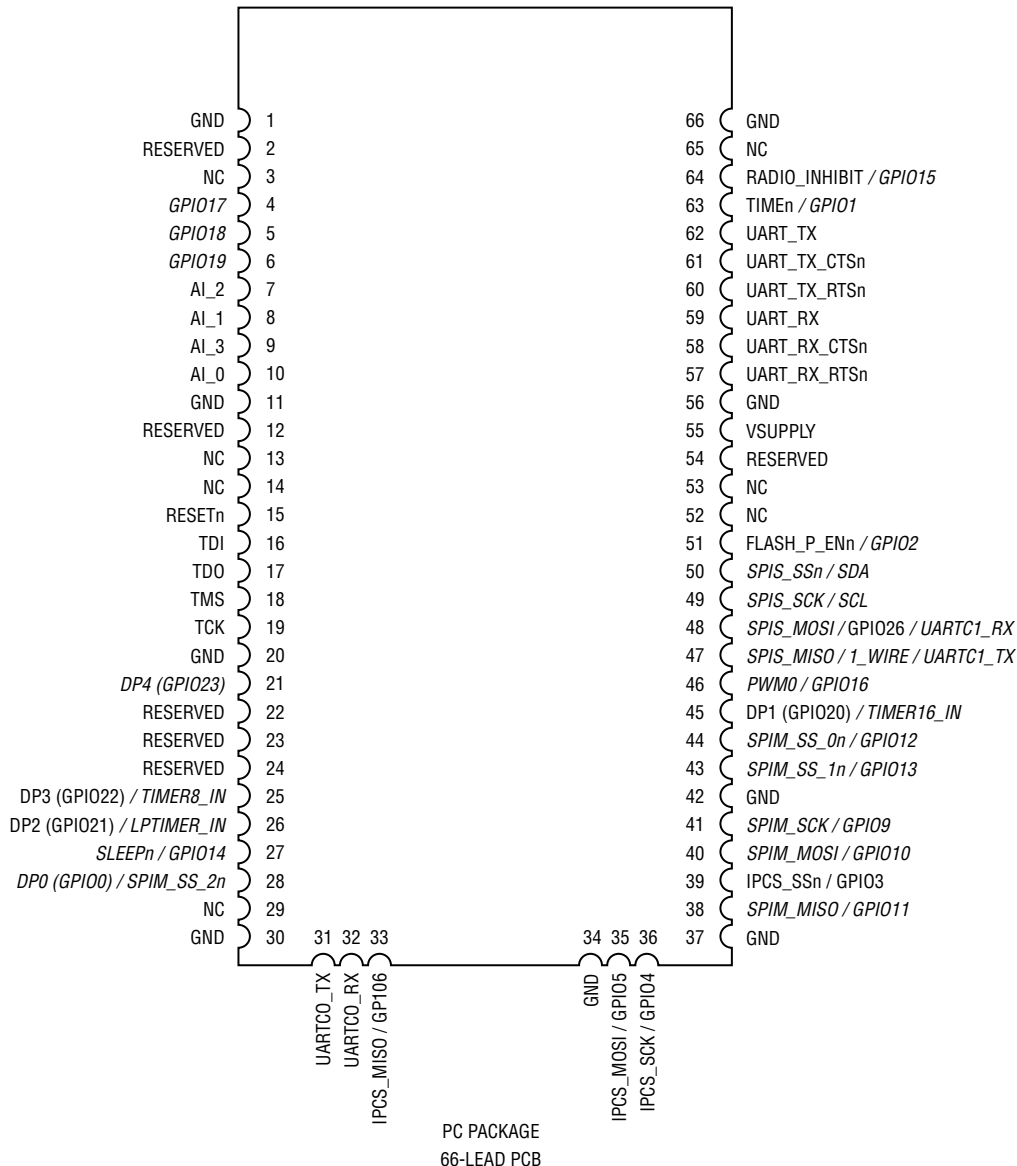 GND 1
RESERVED 2
NC 3
GPIO17 4
GPIO18 5
GPIO19 6
AI_2 7
AI_1 8
AI_3 9
AI_0 10
GND 11
RESERVED 12
NC 13
NC 14
RESETn 15
TDI 16
TDO 17
TMS 18
TCK 19
GND 20
DP4 (GPIO23) 21
RESERVED 22
RESERVED 23
RESERVED 24
DP3 (GPIO22) / TIMER8_IN 25
DP2 (GPIO21) / LPTIMER_IN 26
SLEEPn / GPIO14 27
DP0 (GPIO0) / SPIM_SS_2n 28
NC 29
GND 30
31 UARTCO_TX
32 UARTCO_RX
33 IPCS_MISO / GP106
34 GND
35 IPCS_MOSI / GPIO5
36 IPCS_SCK / GPIO4
66 GND
65 NC
64 RADIO_INHIBIT / GPIO15
63 TIMEn / GPIO1
62 UART_TX
61 UART_TX_CTSn
60 UART_TX_RTSn
59 UART_RX
58 UART_RX_CTSn
57 UART_RX_RTSn
56 GND
55 VSUPPLY
54 RESERVED
53 NC
52 NC
51 FLASH_P_ENn / GPIO2
50 SPIS_SSn / SDA
49 SPIS_SCK / SCL
48 SPIS_MOSI / GPIO26 / UARTC1_RX
47 SPIS_MISO / 1_WIRE / UARTC1_TX
46 PWM0 / GPIO16
45 DP1 (GPIO20) / TIMER16_IN
44 SPIM_SS_0n / GPIO12
43 SPIM_SS_1n / GPIO13
42 GND
41 SPIM_SCK / GPIO9
40 SPIM_MOSI / GPIO10
39 IPCS_SSn / GPIO3
38 SPIM_MISO / GPIO11
37 GND
PC PACKAGE
66-LEAD PCB